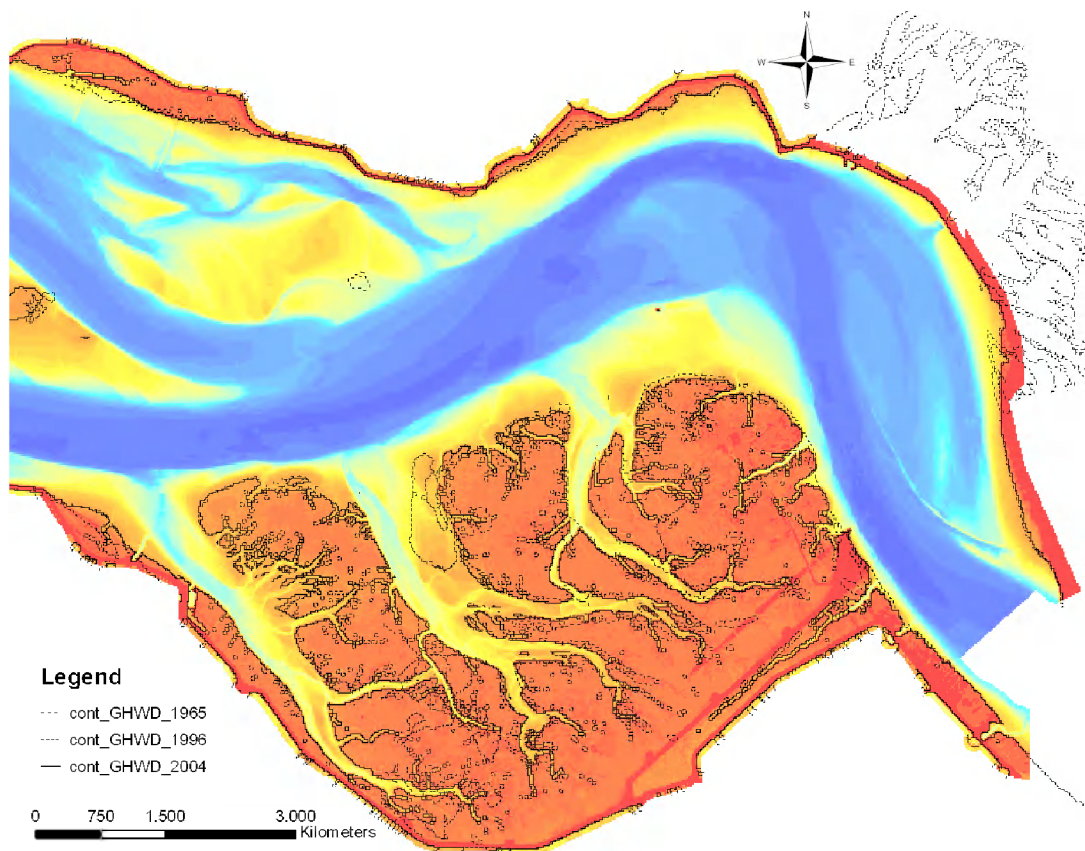 N
W E
S
Legend
cont_GHWD_1965
cont_GHWD_1996
cont_GHWD_2004
0 750 1.500 3.000
Kilometers